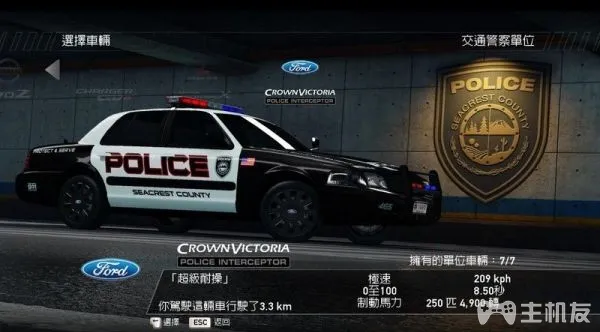 選擇車輛
交通警察單位
Ford
CROWNVICTORIA
POLICE INTERCEPTOR
CHARGER
POLICE
SEACREST COUNTY
PROTECT & SERVE
POLICE
SEACREST COUNTY
Ford
CROWNVICTORIA
POLICE INTERCEPTOR
擁有的單位車輛：7/7
「超級耐操」
極速 209 kph
0至100 8.50秒
你駕駛這輛車行駛了3.3 km
制動馬力 250 匹 4,900 轉
選擇 ESC 返回
主机友